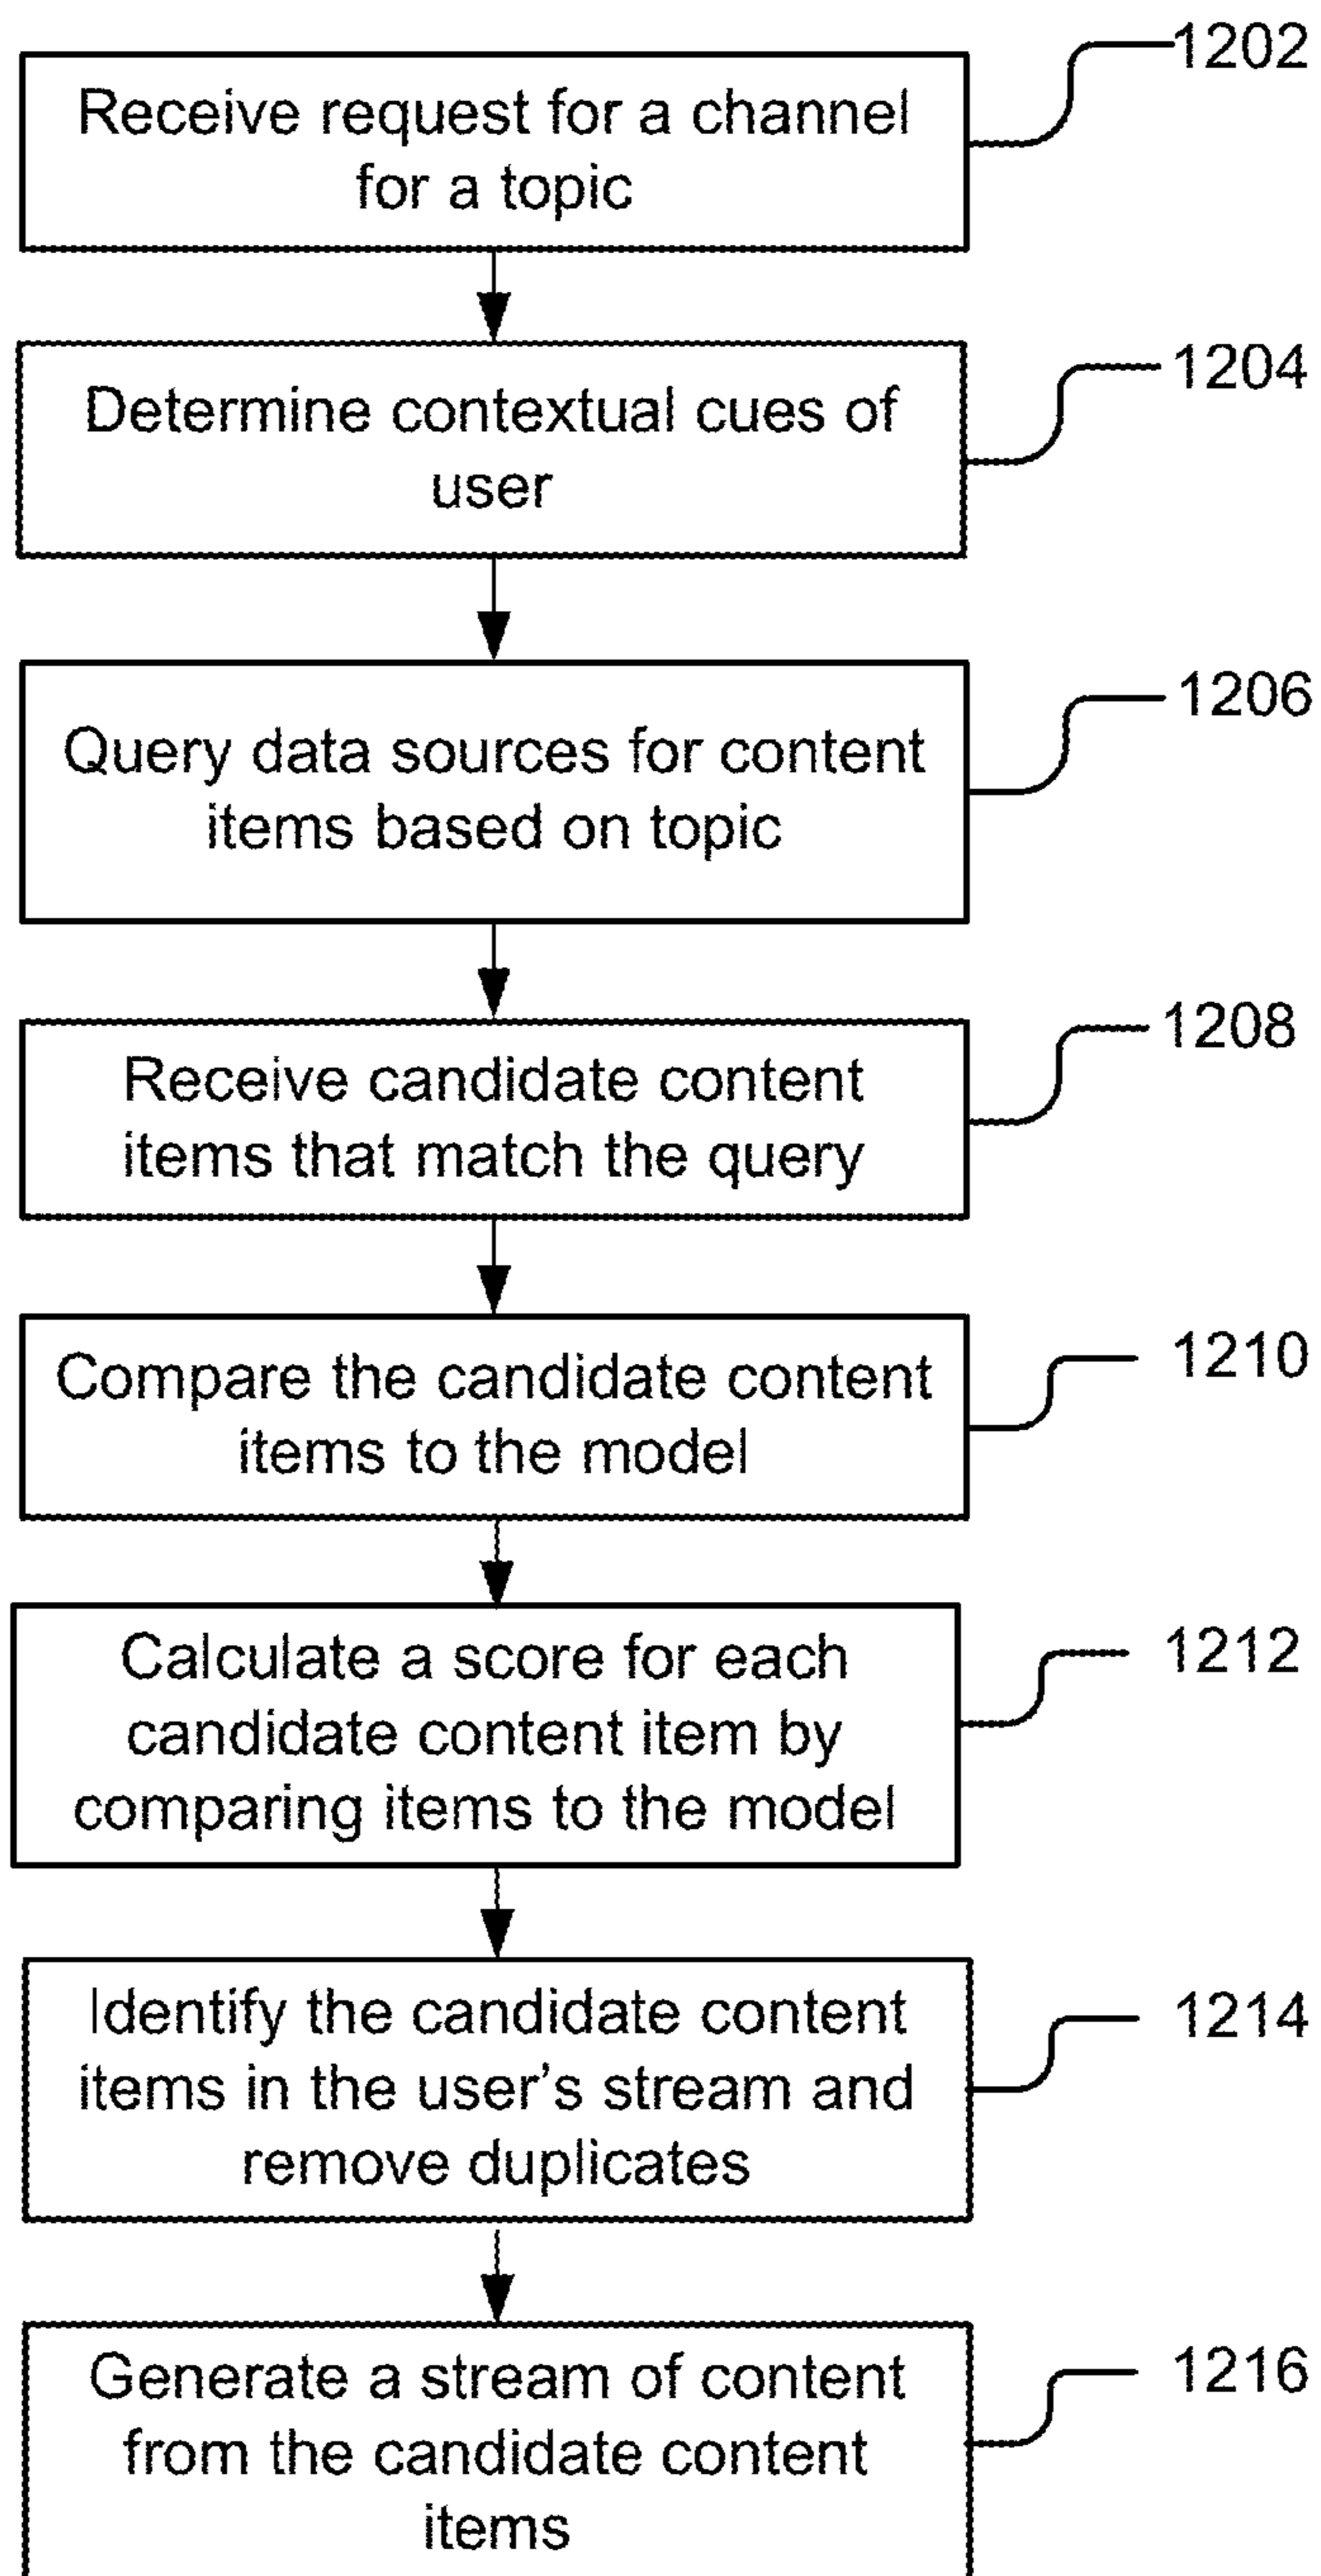 1202
Receive request for a channel
for a topic
1204
Determine contextual cues of
user
1206
Query data sources for content
items based on topic
1208
Receive candidate content
items that match the query
1210
Compare the candidate content
items to the model
1212
Calculate a score for each
candidate content item by
comparing items to the model
1214
Identify the candidate content
items in the user's stream and
remove duplicates
1216
Generate a stream of content
from the candidate content
items